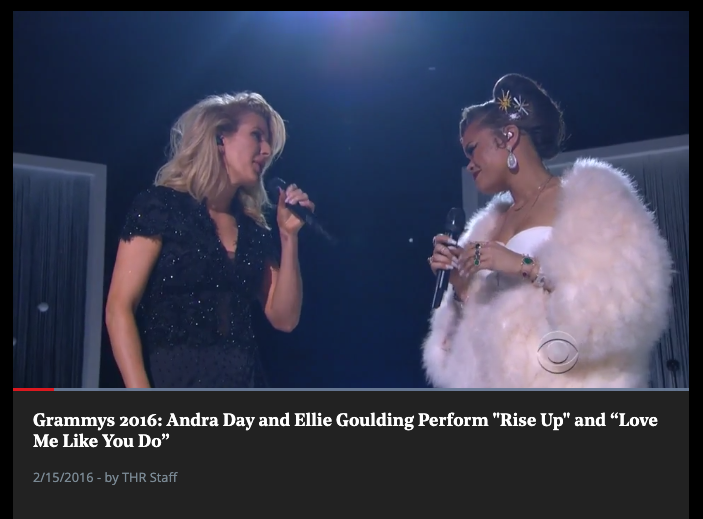 Grammys 2016: Andra Day and Ellie Goulding Perform "Rise Up" and “Love
Me Like You Do”
2/15/2016 - by THR Staff